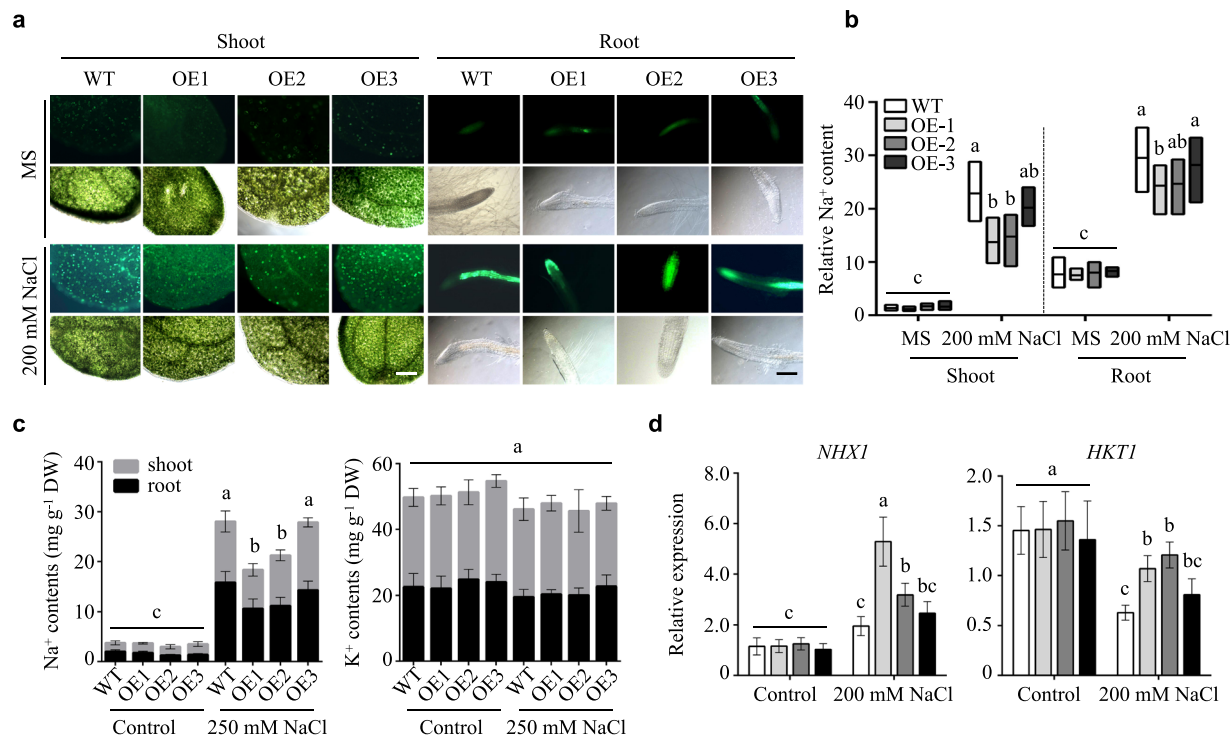 a
Shoot Root
WT OE1 OE2 OE3 WT OE1 OE2 OE3
MS
200 mM NaCl
b
Relative Na⁺ content
40
30
20
10
0
WT
OE-1
OE-2
OE-3
a
b b
ab
c
c
a
b
ab
a
MS 200 mM NaCl MS 200 mM NaCl
Shoot Root
c
Na⁺ contents (mg g⁻¹ DW)
40
30
20
10
0
shoot
root
c
a
b
b
a
WT OE1 OE2 OE3 WT OE1 OE2 OE3
Control 250 mM NaCl
K⁺ contents (mg g⁻¹ DW)
60
40
20
0
a
WT OE1 OE2 OE3 WT OE1 OE2 OE3
Control 250 mM NaCl
d
NHX1
Relative expression
8.0
6.0
4.0
2.0
0
c
c
a
b
bc
Control 200 mM NaCl
HKT1
2.0
1.5
1.0
0.5
0
a
c
b
b
bc
Control 200 mM NaCl